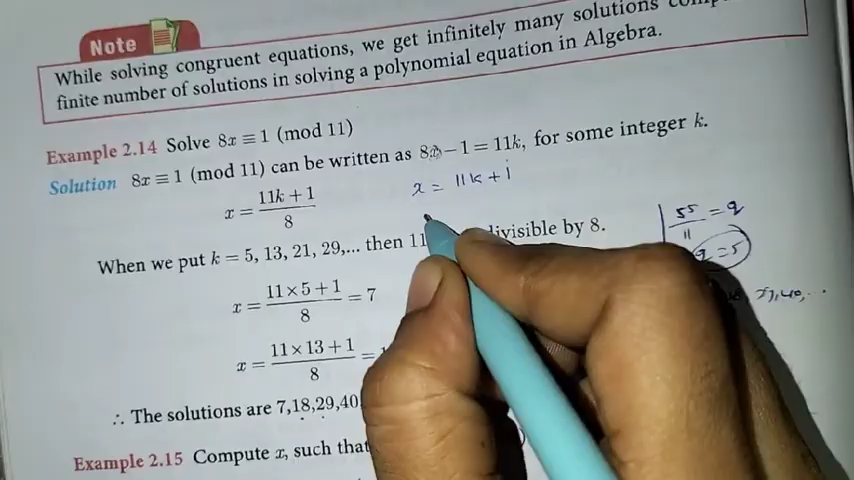 Note
While solving congruent equations, we get infinitely many solutions
finite number of solutions in solving a polynomial equation in Algebra.
Example 2.14 Solve 8x ≡ 1 (mod 11)
Solution 8x ≡ 1 (mod 11) can be written as 8x − 1 = 11k, for some integer k.
x = 11k + 1
x = (11k + 1)/8
55/11 = q
When we put k = 5, 13, 21, 29,... then 11 divisible by 8.
q = 5
x = (11 × 5 + 1)/8 = 7
x = (11 × 13 + 1)/8 =
∴ The solutions are 7,18,29,40
Example 2.15 Compute x, such that